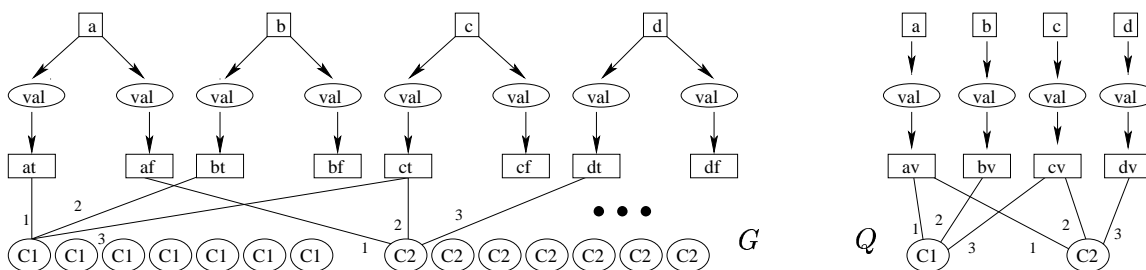 a b c d a b c d
val val val val val val val val val val val val
at af bt bf ct cf dt df av bv cv dv
1 2 3 1 2 3 1 2 3 1 2 3
C1 C1 C1 C1 C1 C1 C1 C2 C2 C2 C2 C2 C2 C2 G Q C1 C2